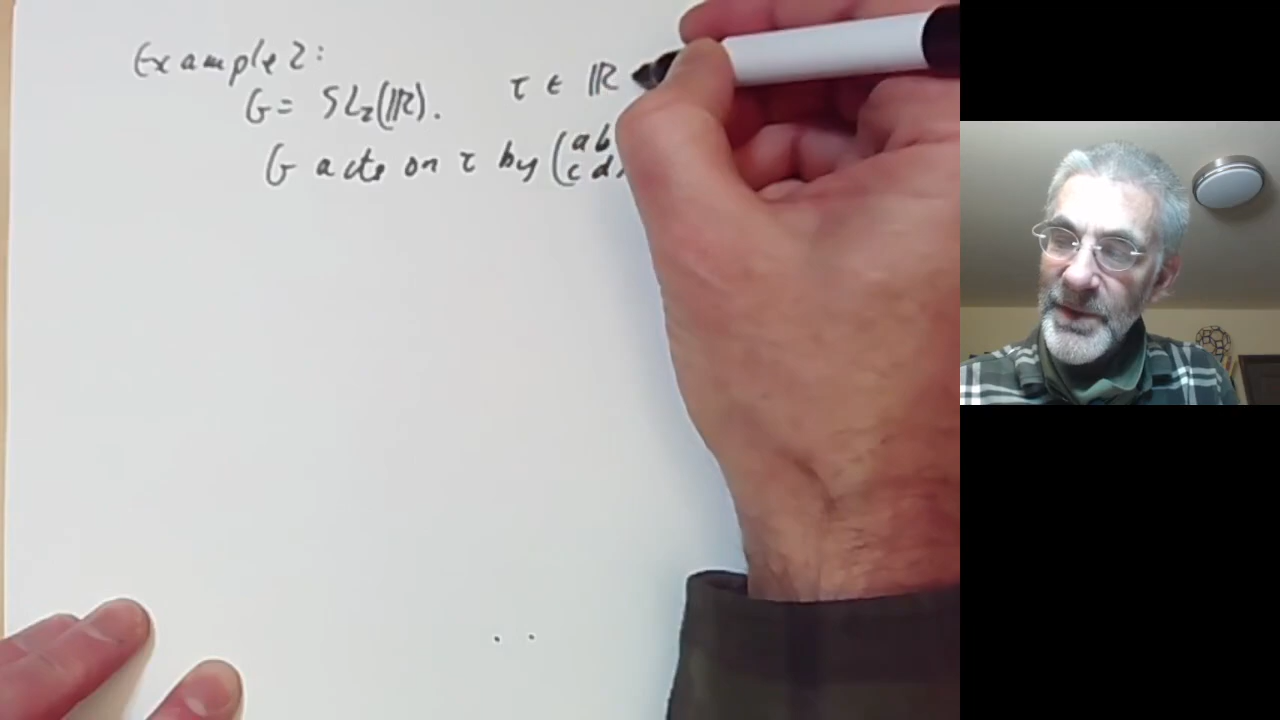 Example 2:
G = SL₂(ℝ). τ ∈ ℝ
G acts on τ by (a b
c d)